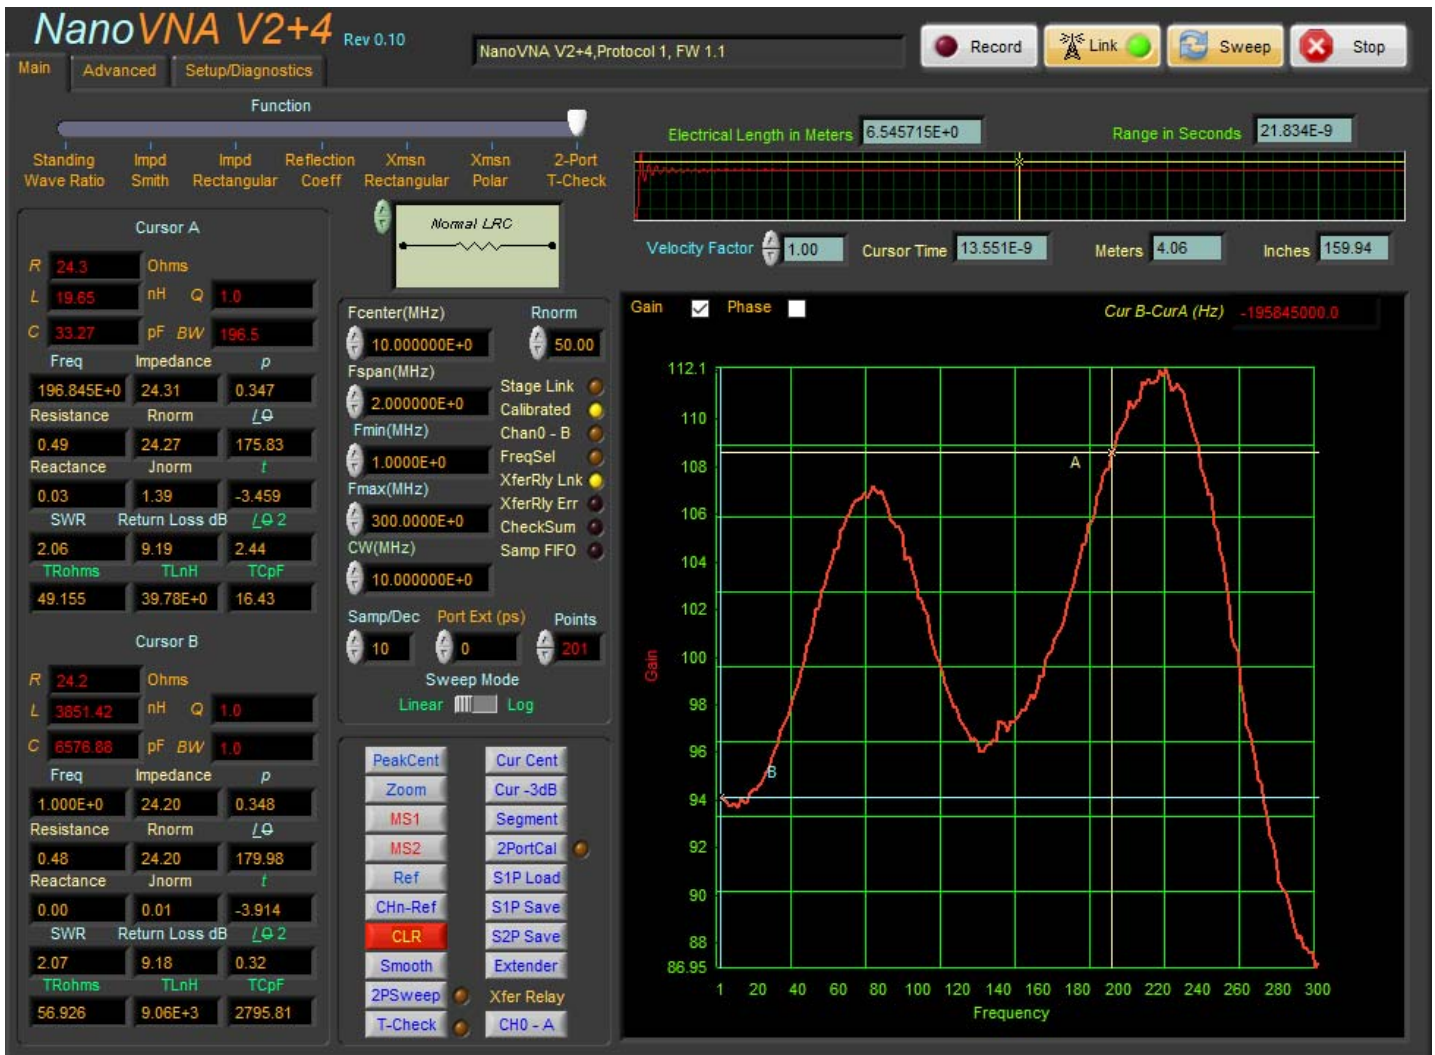 NanoVNA V2+4 Rev 0.10
NanoVNA V2+4,Protocol 1, FW 1.1
Record Link Sweep Stop
Main Advanced Setup/Diagnostics
Function
Standing Wave Ratio
Impd Smith
Impd Rectangular
Reflection Coeff
Xmsn Rectangular
Xmsn Polar
2-Port T-Check
Electrical Length in Meters 6.545715E+0 Range in Seconds 21.834E-9
Velocity Factor 1.00 Cursor Time 13.551E-9 Meters 4.06 Inches 159.94
Cursor A
R 24.3 Ohms
L 19.65 nH Q 1.0
C 33.27 pF BW 196.5
Freq Impedance p
196.845E+0 24.31 0.347
Resistance Rnorm /Θ
0.49 24.27 175.83
Reactance Jnorm t
0.03 1.39 -3.459
SWR Return Loss dB /Θ 2
2.06 9.19 2.44
TRohms TLnH TCpF
49.155 39.78E+0 16.43
Cursor B
R 24.2 Ohms
L 3851.42 nH Q 1.0
C 6576.88 pF BW 1.0
Freq Impedance p
1.000E+0 24.20 0.348
Resistance Rnorm /Θ
0.48 24.20 179.98
Reactance Jnorm t
0.00 0.01 -3.914
SWR Return Loss dB /Θ 2
2.07 9.18 0.32
TRohms TLnH TCpF
56.926 9.06E+3 2795.81
Normal LRC
Fcenter(MHz) Rnorm
10.000000E+0 50.00
Fspan(MHz)
2.000000E+0
Fmin(MHz)
1.0000E+0
Fmax(MHz)
300.0000E+0
CW(MHz)
10.000000E+0
Stage Link
Calibrated
Chan0 - B
FreqSel
XferRly Lnk
XferRly Err
CheckSum
Samp FIFO
Samp/Dec Port Ext (ps) Points
10 0 201
Sweep Mode
Linear Log
PeakCent Cur Cent
Zoom Cur -3dB
MS1 Segment
MS2 2PortCal
Ref S1P Load
CHn-Ref S1P Save
CLR S2P Save
Smooth Extender
2PSweep Xfer Relay
T-Check CH0 - A
Gain Phase Cur B-CurA (Hz) -195845000.0
112.1
110
108
106
104
102
100
98
96
94
92
90
88
86.95
Gain
A
B
1 20 40 60 80 100 120 140 160 180 200 220 240 260 280 300
Frequency